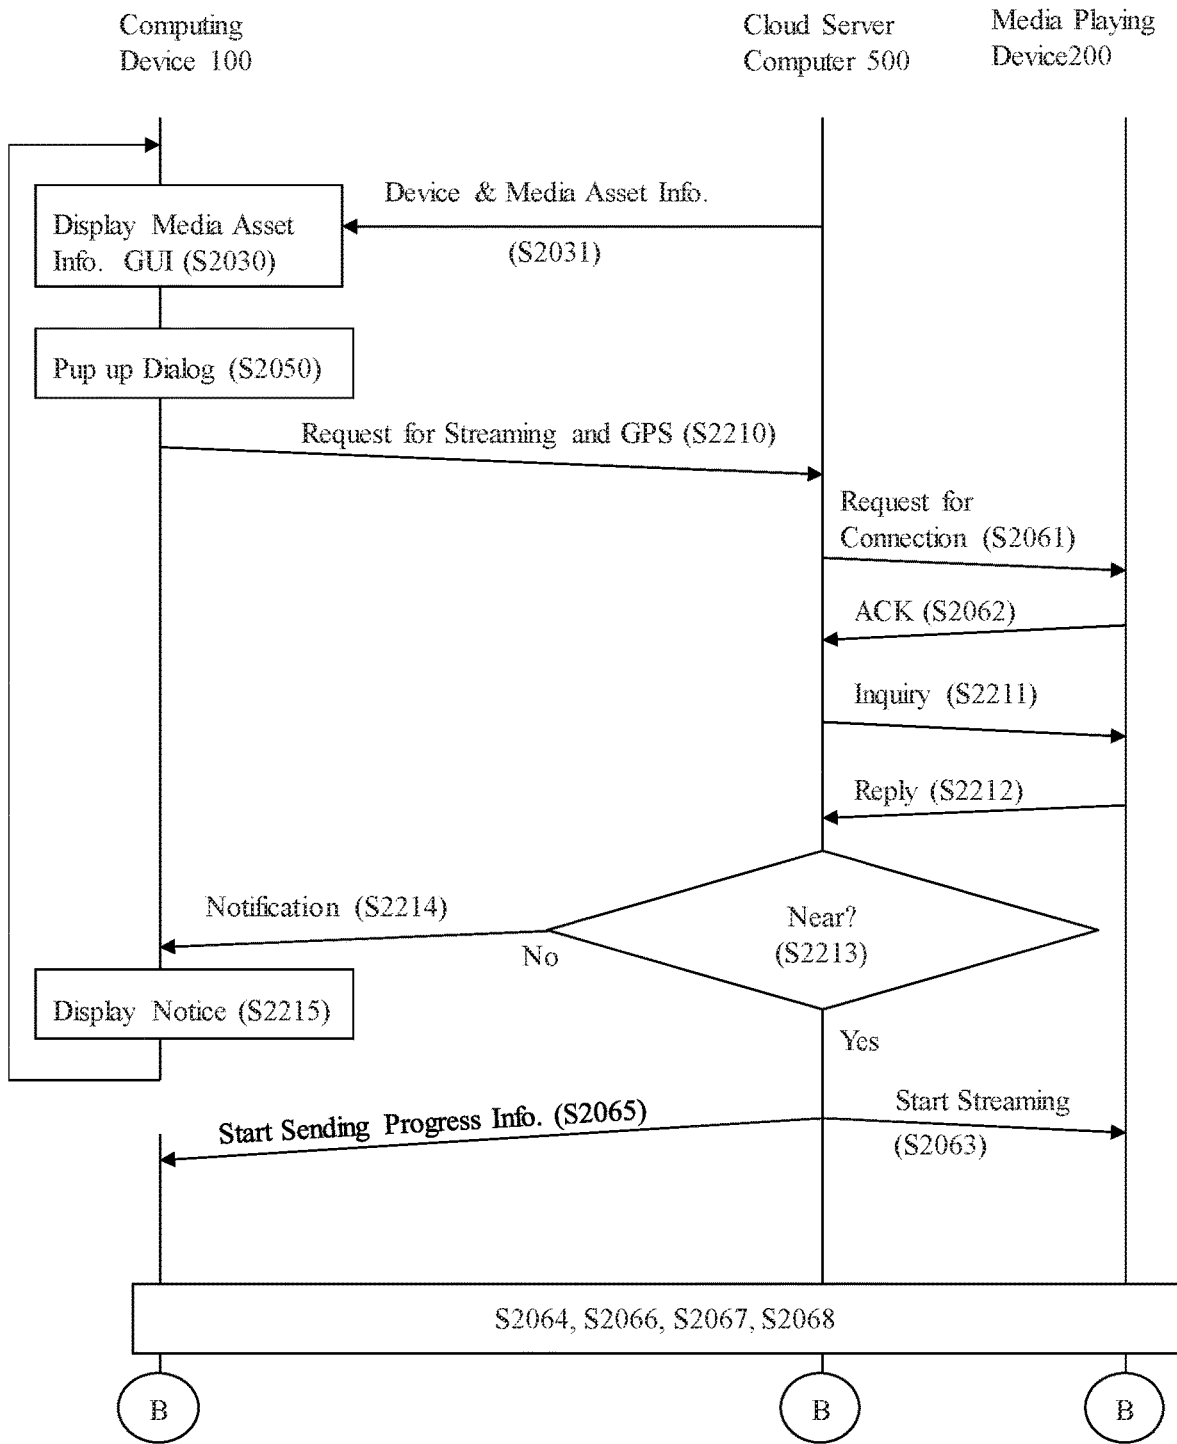 Computing
Device 100
Cloud Server
Computer 500
Media Playing
Device200
Device & Media Asset Info.
(S2031)
Display Media Asset
Info. GUI (S2030)
Pup up Dialog (S2050)
Request for Streaming and GPS (S2210)
Request for
Connection (S2061)
ACK (S2062)
Inquiry (S2211)
Reply (S2212)
Notification (S2214)
No
Near?
(S2213)
Display Notice (S2215)
Yes
Start Sending Progress Info. (S2065)
Start Streaming
(S2063)
S2064, S2066, S2067, S2068
B
B
B